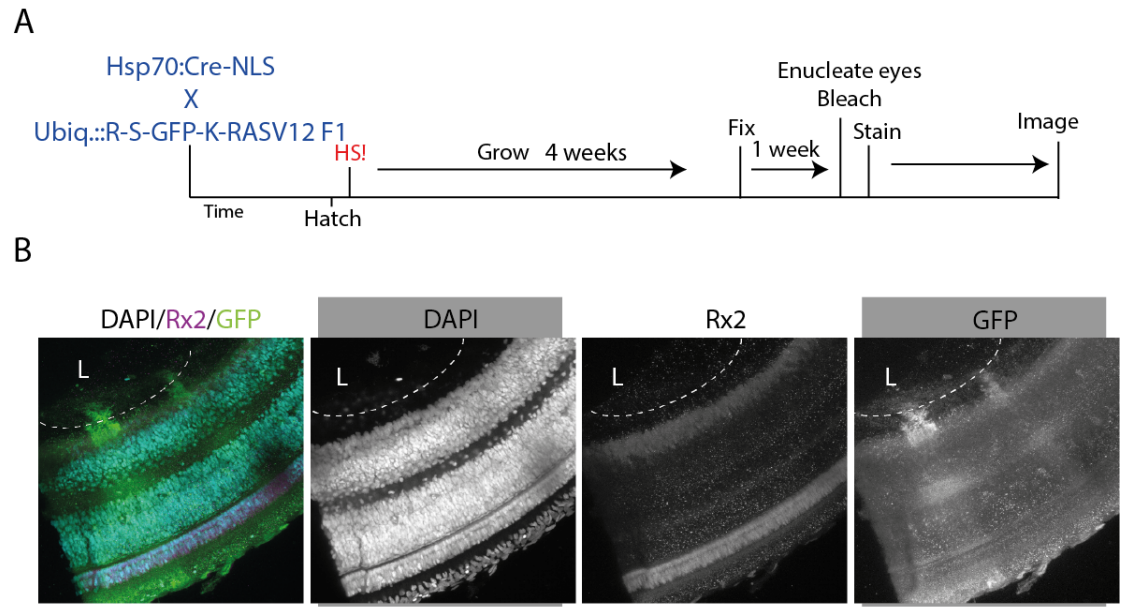 A
Hsp70:Cre-NLS
X
Ubiq.::R-S-GFP-K-RASV12 F1
HS!
Grow 4 weeks
Fix
1 week
Enucleate eyes
Bleach
Stain
Image
Time
Hatch
B
DAPI/Rx2/GFP
DAPI
Rx2
GFP
L
L
L
L